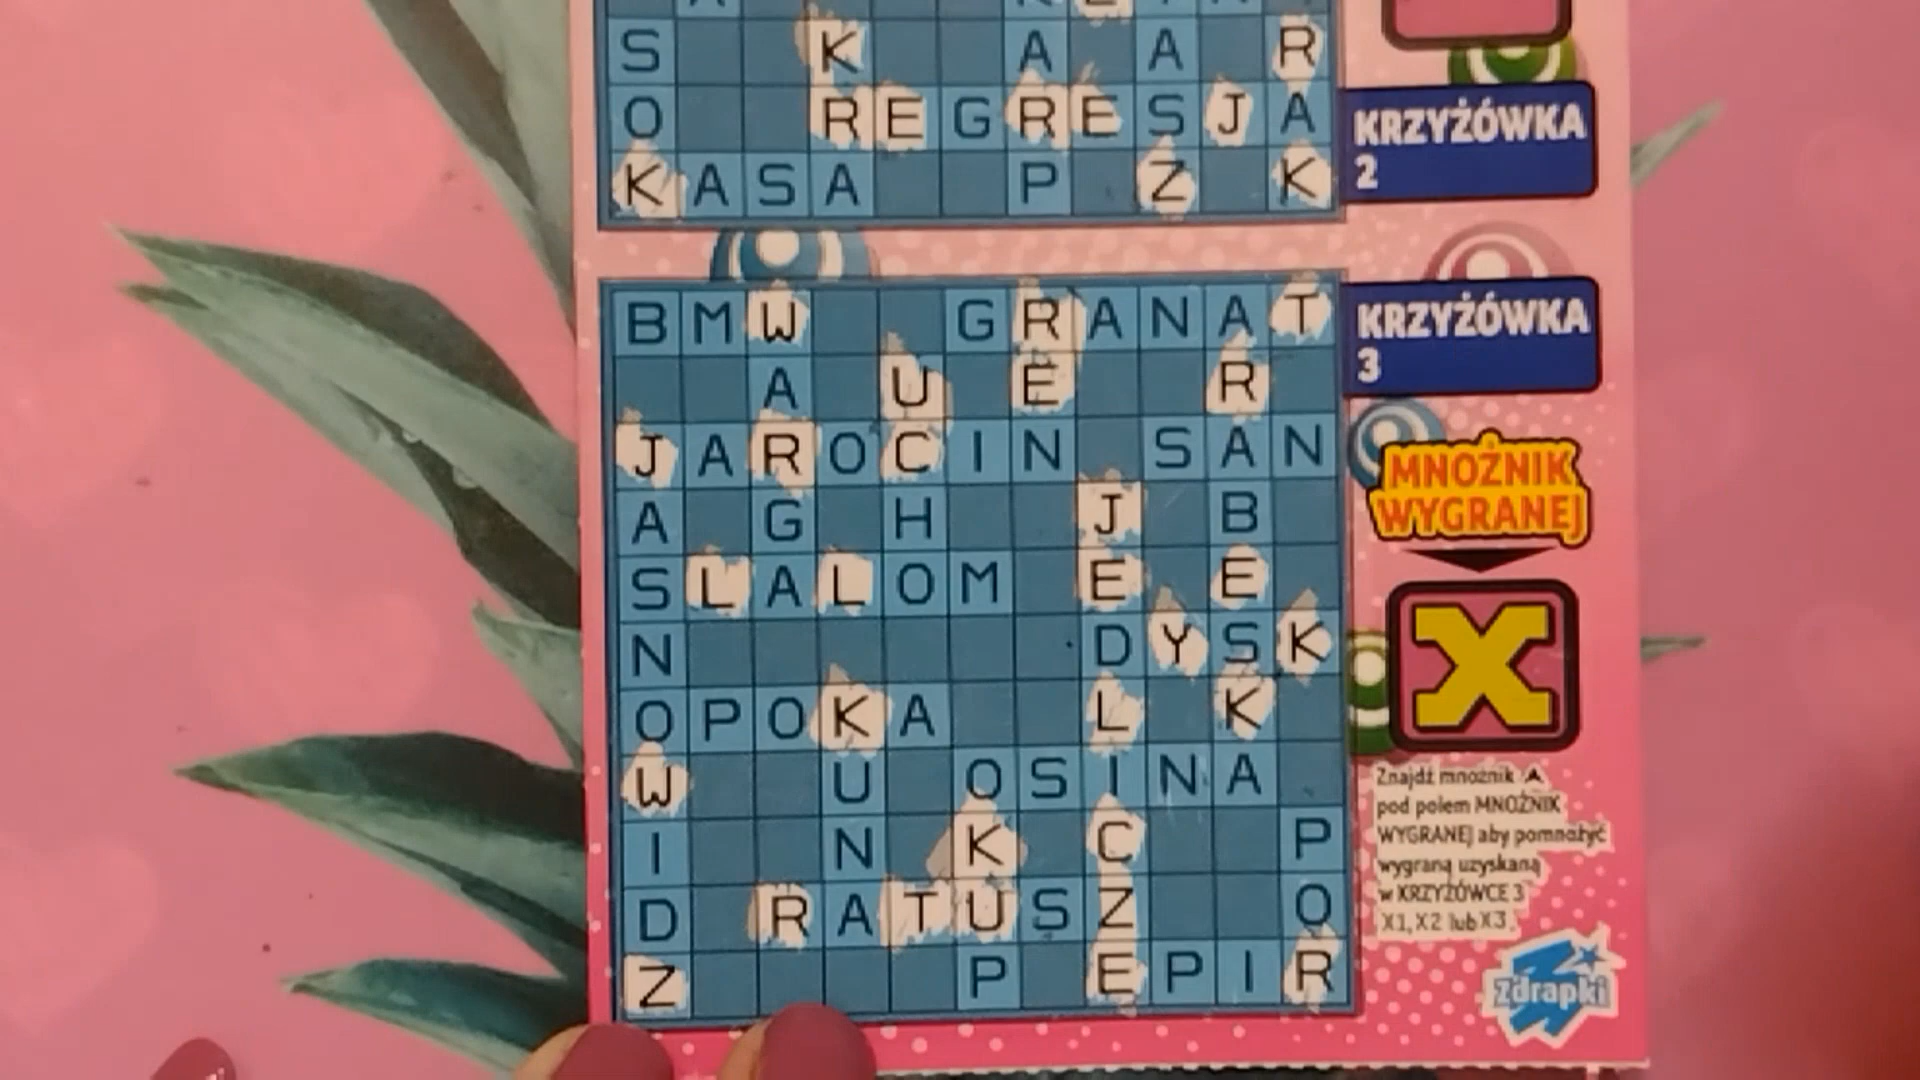 S K A A R
O REGRESJA
KASA P Z K
KRZYŻÓWKA
2
BMW GRANAT
A U E R
JAROCIN SAN
A G H J B
SLALOM E E
N DYSK
OPOKA L K
W U OSINA
I N K C P
D RATUSZ O
Z P EPIR
KRZYŻÓWKA
3
MNOŻNIK
WYGRANEJ
X
Znajdź mnożnik
pod polem MNOŻNIK
WYGRANEJ aby pomnożyć
wygraną uzyskaną
w KRZYŻÓWCE 3
X1, X2 lub X3.
Zdrapki